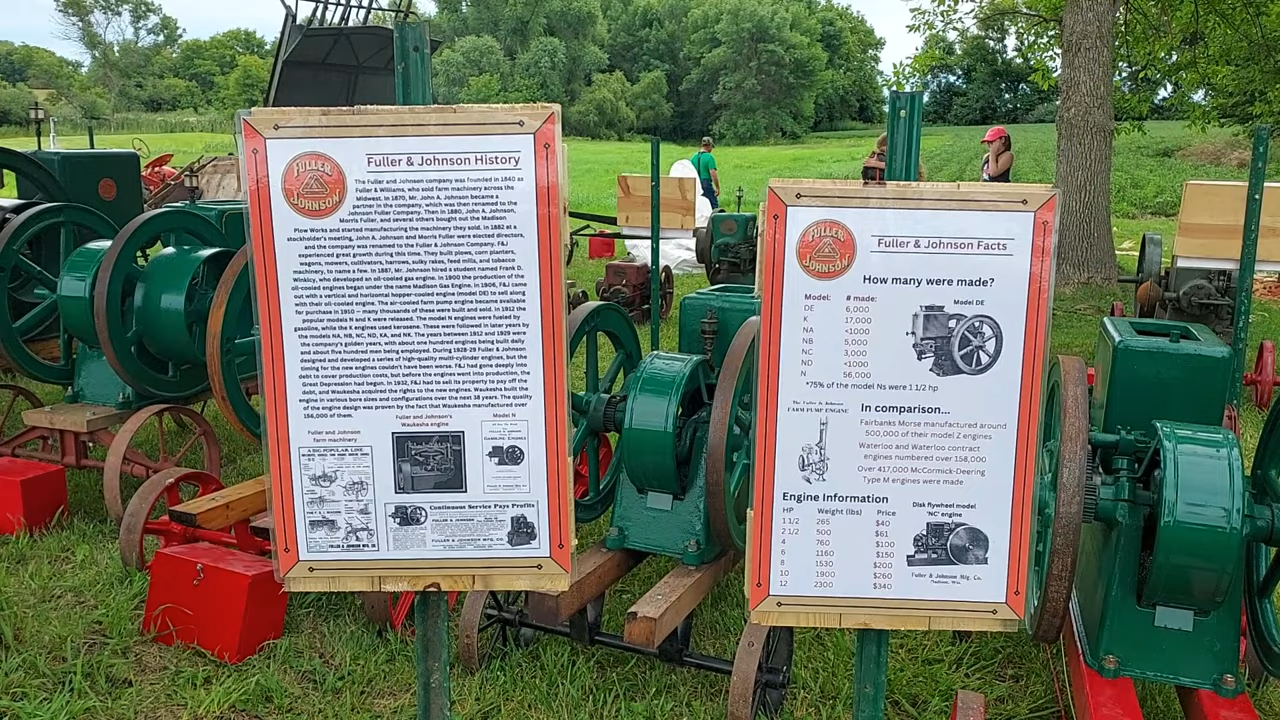 FULLER
&
JOHNSON
Fuller & Johnson History
The Fuller and Johnson company was founded in 1840 as
Fuller & Williams, who sold farm machinery across the
Midwest. In 1870, Mr. John A. Johnson became a
partner in the company, which was then renamed to the
Johnson Fuller Company. Then in 1880, John A. Johnson,
Morris Fuller, and several others bought out the Madison
Plow Works and started manufacturing the machinery they sold. In 1882 at a
stockholder's meeting, John A. Johnson and Morris Fuller were elected directors,
and the company was renamed to the Fuller & Johnson Company. F&J
experienced great growth during this time. They built plows, corn planters,
wagons, mowers, cultivators, harrows, sulky rakes, feed mills, and tobacco
machinery, to name a few. In 1887, Mr. Johnson hired a student named Frank D.
Winkley, who developed an oil-cooled gas engine. In 1900 the production of the
oil-cooled engines began under the name Madison Gas Engine. In 1906, F&J came
out with a vertical and horizontal hopper-cooled engine (model DE) to sell along
with their oil-cooled engine. The air-cooled farm pump engine became available
for purchase in 1910 — many thousands of these were built and sold. In 1912 the
popular models N and K were released. The model N engines were fueled by
gasoline, while the K engines used kerosene. These were followed in later years by
the models NA, NB, NC, ND, KA, and NK. The years between 1912 and 1929 were
the company's golden years, with about one hundred engines being built daily
and about five hundred men being employed. During 1928-29 Fuller & Johnson
designed and developed a series of high-quality multi-cylinder engines, but the
timing for the new engines couldn't have been worse. F&J had gone deeply into
debt to cover production costs, but before the engines went into production, the
Great Depression had begun. In 1932, F&J had to sell its property to pay off the
debt, and Waukesha acquired the rights to the new engines. Waukesha built the
engine in various bore sizes and configurations over the next 38 years. The quality
of the engine design was proven by the fact that Waukesha manufactured over
156,000 of them.
Fuller and Johnson
farm machinery
Fuller and Johnson's
Waukesha engine
Model N
A BIG POPULAR LINE
GASOLINE ENGINES
Continuous Service Pays Profits
FULLER & JOHNSON MFG. CO.
FULLER & JOHNSON MFG. CO.
FULLER
&
JOHNSON
Fuller & Johnson Facts
How many were made?
Model: # made:
DE 6,000
K 17,000
NA <1000
NB 5,000
NC 3,000
ND <1000
N 56,000
*75% of the model Ns were 1 1/2 hp
Model DE
The Fuller & Johnson
FARM PUMP ENGINE
In comparison...
Fairbanks Morse manufactured around
500,000 of their model Z engines
Waterloo and Waterloo contract
engines numbered over 158,000
Over 417,000 McCormick-Deering
Type M engines were made
Engine Information
HP Weight (lbs) Price
1 1/2 265 $40
2 1/2 500 $61
4 760 $100
6 1160 $150
8 1530 $200
10 1900 $260
12 2300 $340
Disk flywheel model
'NC' engine
Fuller & Johnson Mfg. Co.
Madison, Wis.